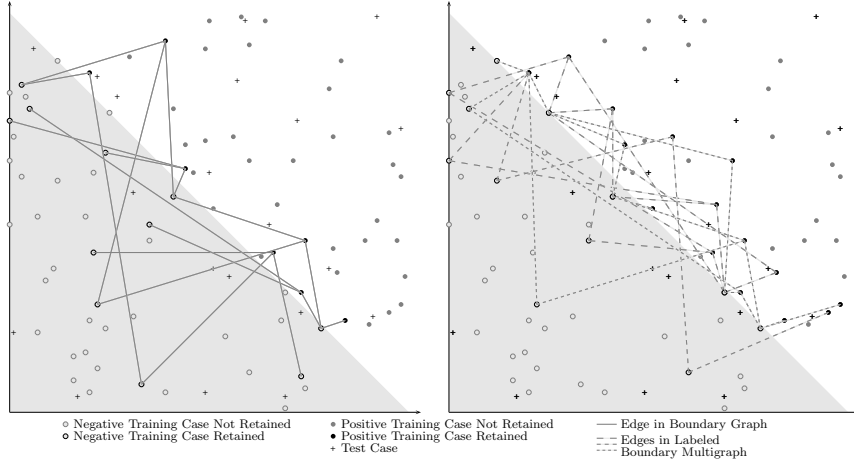 Negative Training Case Not Retained
Negative Training Case Retained
Positive Training Case Not Retained
Positive Training Case Retained
Test Case
Edge in Boundary Graph
Edges in Labeled
Boundary Multigraph